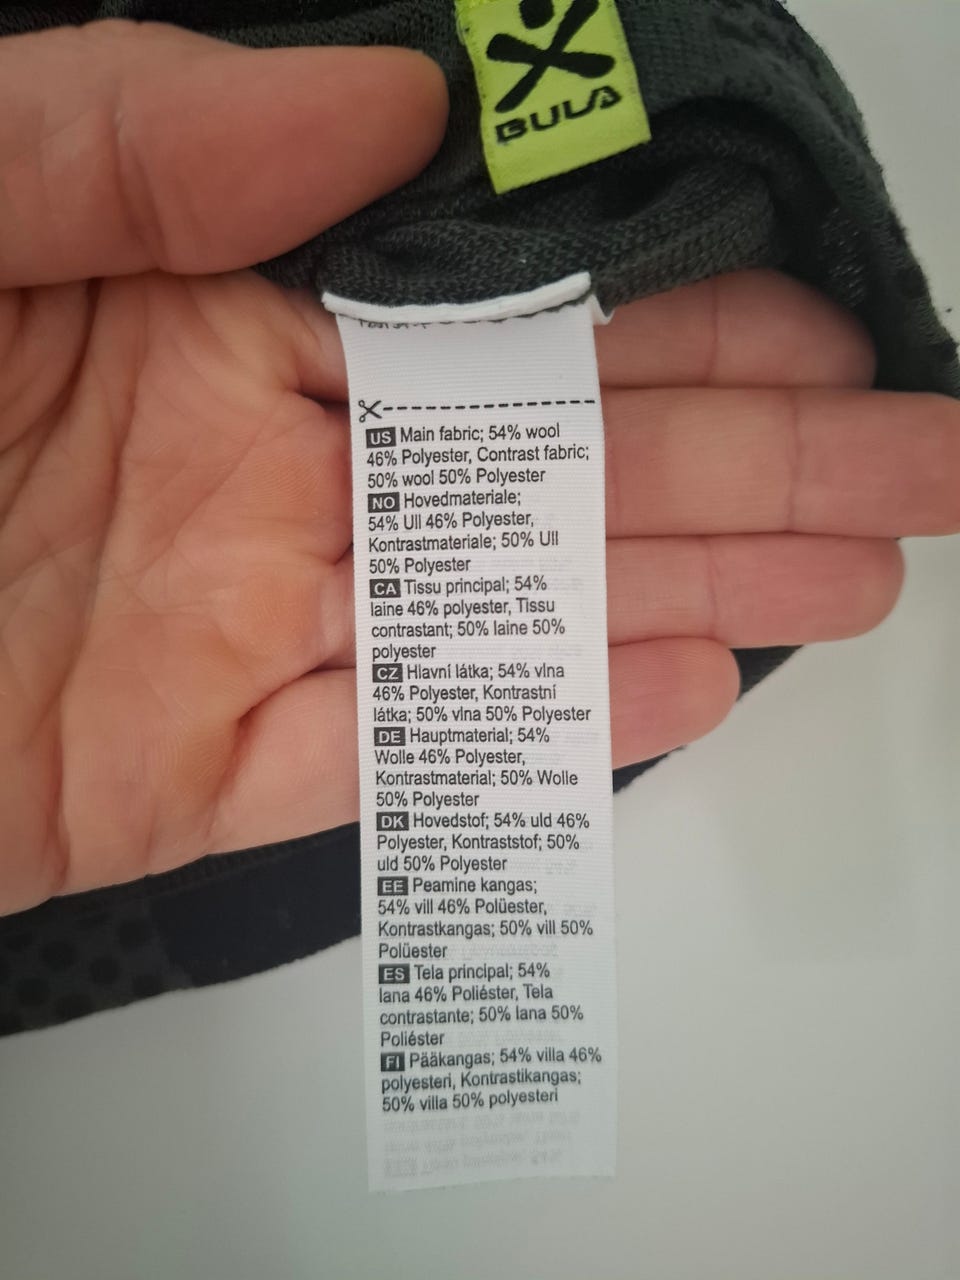 BULA
US Main fabric; 54% wool
46% Polyester, Contrast fabric;
50% wool 50% Polyester
NO Hovedmateriale;
54% Ull 46% Polyester,
Kontrastmateriale; 50% Ull
50% Polyester
CA Tissu principal; 54%
laine 46% polyester, Tissu
contrastant; 50% laine 50%
polyester
CZ Hlavní látka; 54% vlna
46% Polyester, Kontrastní
látka; 50% vlna 50% Polyester
DE Hauptmaterial; 54%
Wolle 46% Polyester,
Kontrastmaterial; 50% Wolle
50% Polyester
DK Hovedstof; 54% uld 46%
Polyester, Kontraststof; 50%
uld 50% Polyester
EE Peamine kangas;
54% vill 46% Polüester,
Kontrastkangas; 50% vill 50%
Polüester
ES Tela principal; 54%
lana 46% Poliéster, Tela
contrastante; 50% lana 50%
Poliéster
FI Pääkangas; 54% villa 46%
polyesteri, Kontrastikangas;
50% villa 50% polyesteri